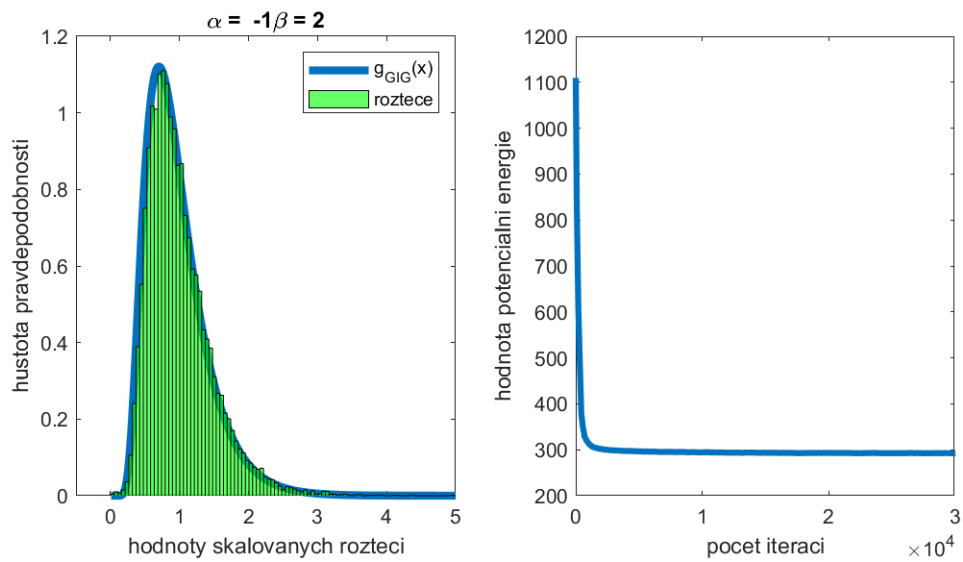 α = -1β = 2
hustota pravdepodobnosti
1.2
1
0.8
0.6
0.4
0.2
0
g_GIG(x)
roztece
0 1 2 3 4 5
hodnoty skalovanych rozteci
hodnota potencialni energie
1200
1100
1000
900
800
700
600
500
400
300
200
0 1 2 3
×10^4
pocet iteraci